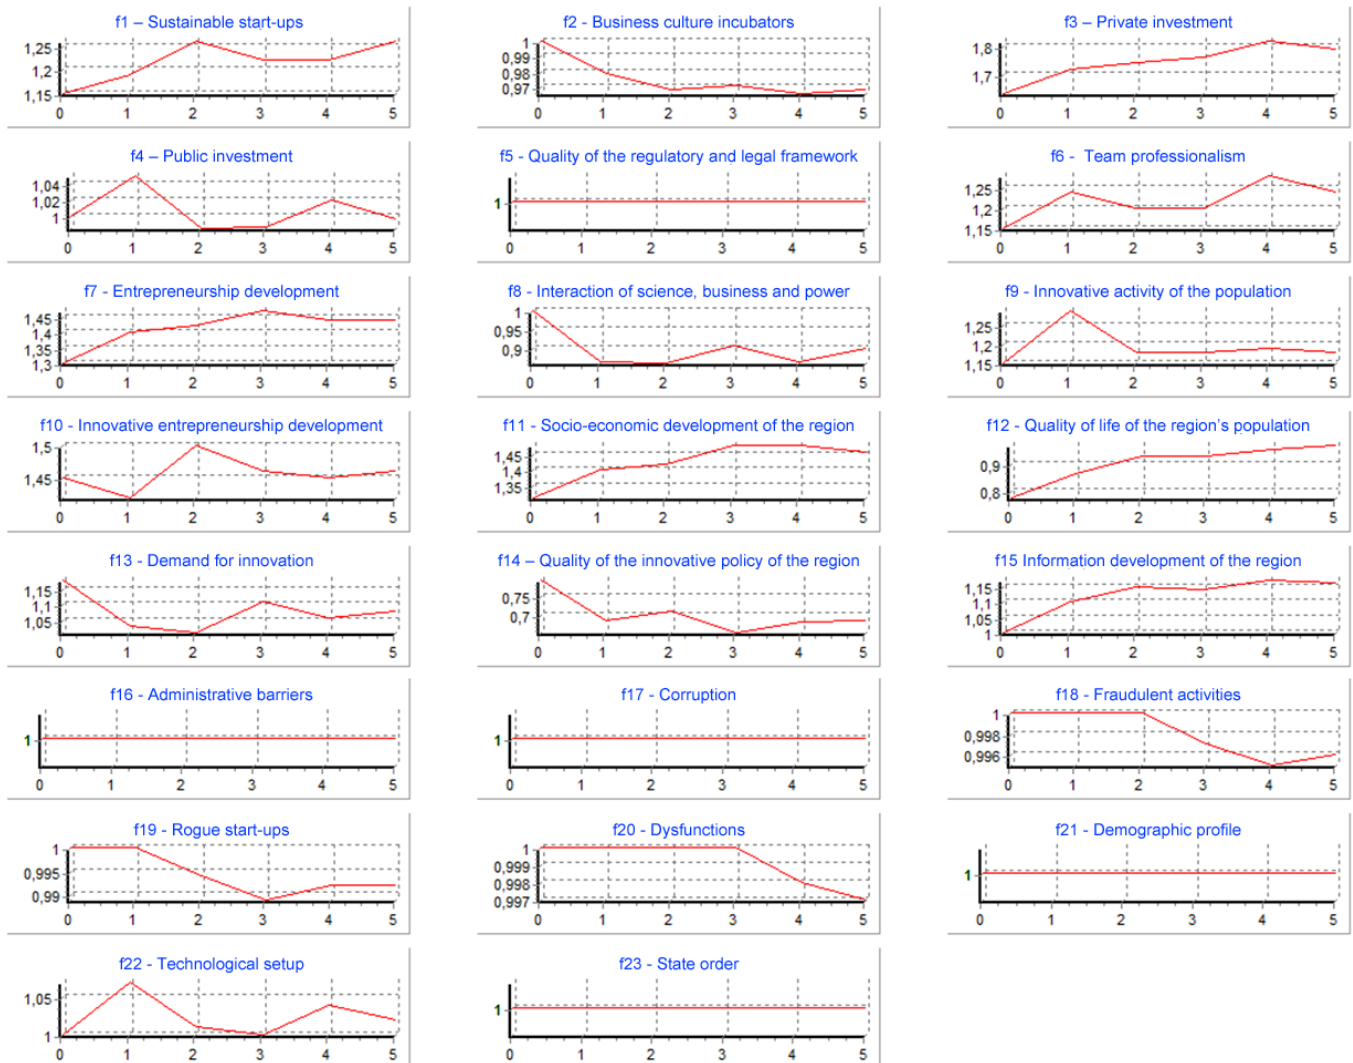 f1 – Sustainable start-ups
1,25
1,2
1,15
0 1 2 3 4 5
f2 - Business culture incubators
1
0,99
0,98
0,97
0 1 2 3 4 5
f3 – Private investment
1,8
1,7
0 1 2 3 4 5
f4 – Public investment
1,04
1,02
1
0 1 2 3 4 5
f5 - Quality of the regulatory and legal framework
1
0 1 2 3 4 5
f6 - Team professionalism
1,25
1,2
1,15
0 1 2 3 4 5
f7 - Entrepreneurship development
1,45
1,4
1,35
1,3
0 1 2 3 4 5
f8 - Interaction of science, business and power
1
0,95
0,9
0 1 2 3 4 5
f9 - Innovative activity of the population
1,25
1,2
1,15
0 1 2 3 4 5
f10 - Innovative entrepreneurship development
1,5
1,45
0 1 2 3 4 5
f11 - Socio-economic development of the region
1,45
1,4
1,35
0 1 2 3 4 5
f12 - Quality of life of the region's population
0,9
0,8
0 1 2 3 4 5
f13 - Demand for innovation
1,15
1,1
1,05
0 1 2 3 4 5
f14 – Quality of the innovative policy of the region
0,75
0,7
0 1 2 3 4 5
f15 Information development of the region
1,15
1,1
1,05
1
0 1 2 3 4 5
f16 - Administrative barriers
1
0 1 2 3 4 5
f17 - Corruption
1
0 1 2 3 4 5
f18 - Fraudulent activities
1
0,998
0,996
0 1 2 3 4 5
f19 - Rogue start-ups
1
0,995
0,99
0 1 2 3 4 5
f20 - Dysfunctions
1
0,999
0,998
0,997
0 1 2 3 4 5
f21 - Demographic profile
1
0 1 2 3 4 5
f22 - Technological setup
1,05
1
0 1 2 3 4 5
f23 - State order
1
0 1 2 3 4 5